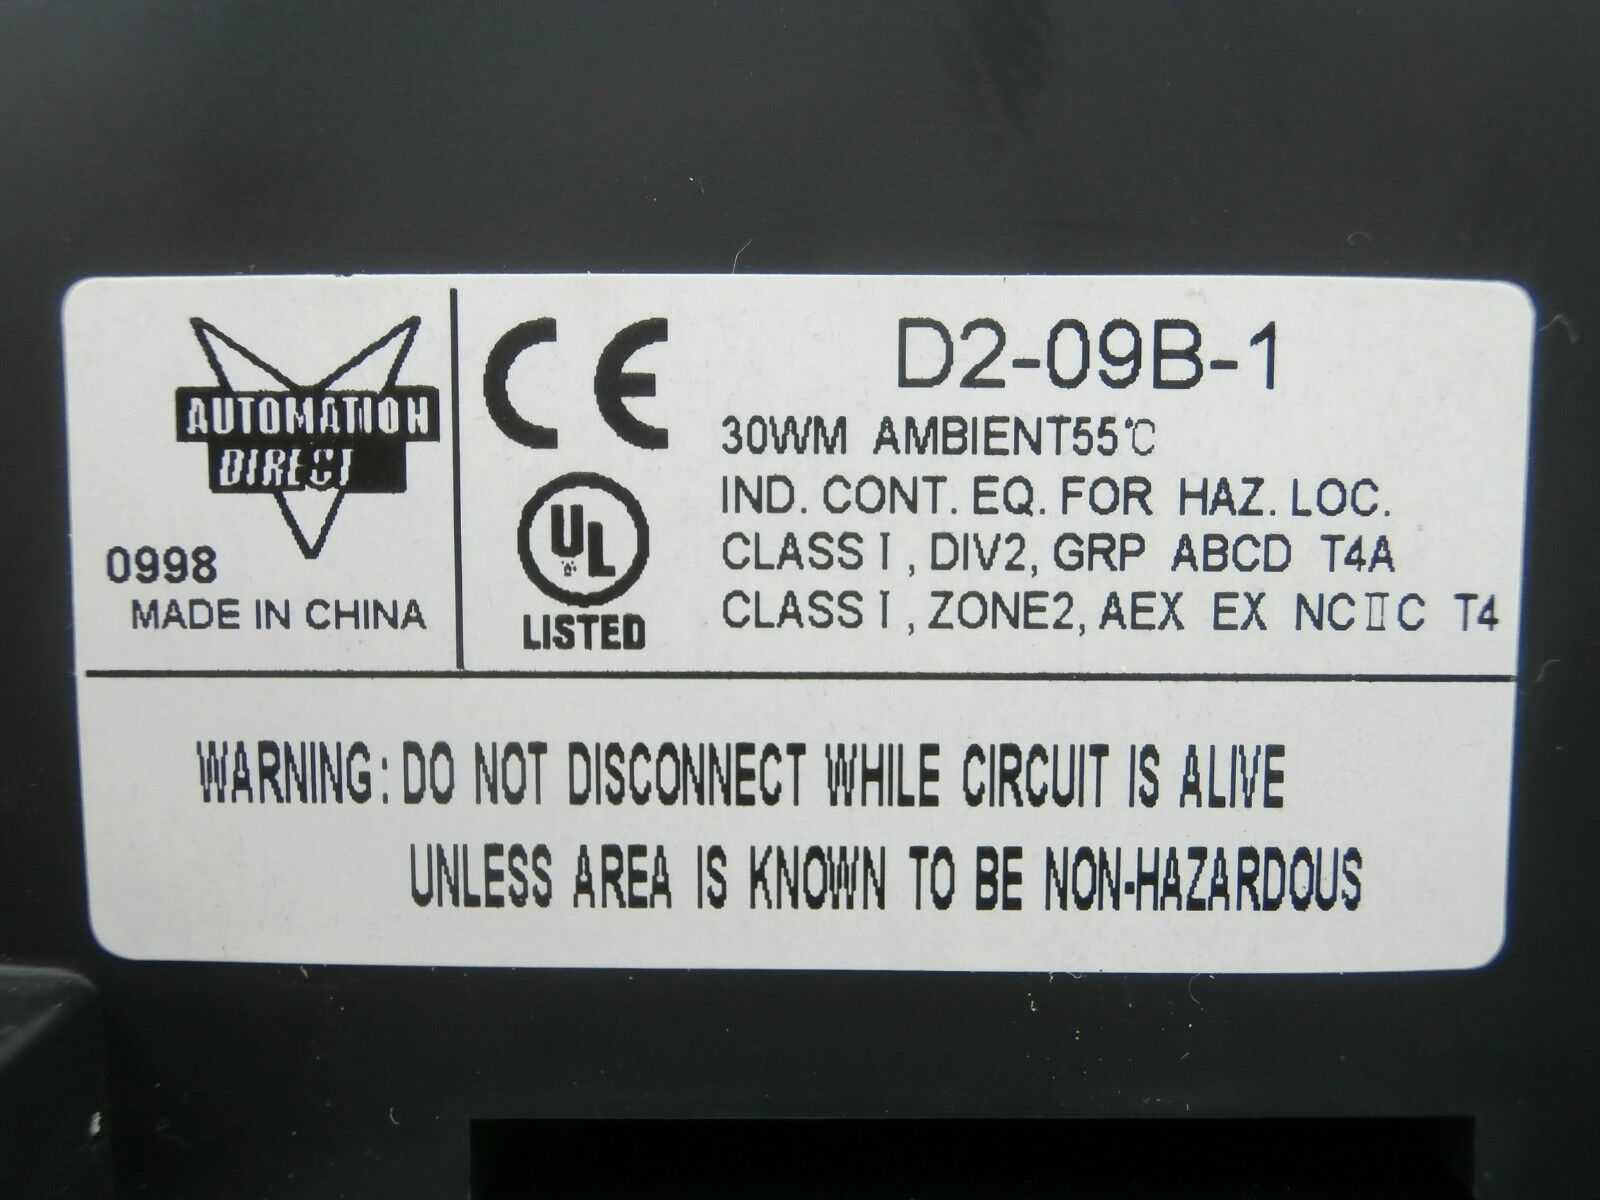 AUTOMATION
DIRECT
0998
MADE IN CHINA
CE
UL
LISTED
D2-09B-1
30WM AMBIENT55℃
IND. CONT. EQ. FOR HAZ. LOC.
CLASS I, DIV2, GRP ABCD T4A
CLASS I, ZONE2, AEX EX NCⅡC T4
WARNING: DO NOT DISCONNECT WHILE CIRCUIT IS ALIVE
UNLESS AREA IS KNOWN TO BE NON-HAZARDOUS